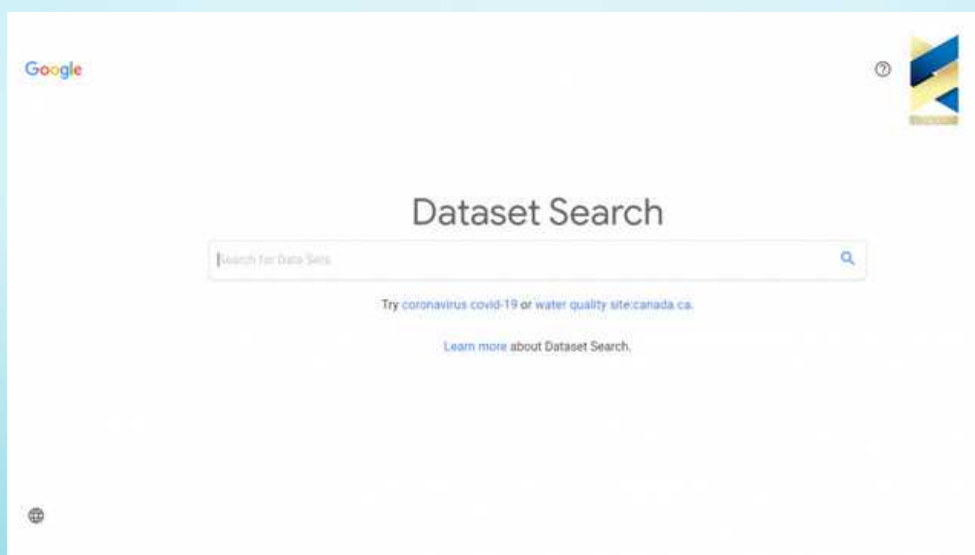 Google
Dataset Search
Search for Data Sets
Try coronavirus covid-19 or water quality site:canada.ca.
Learn more about Dataset Search.